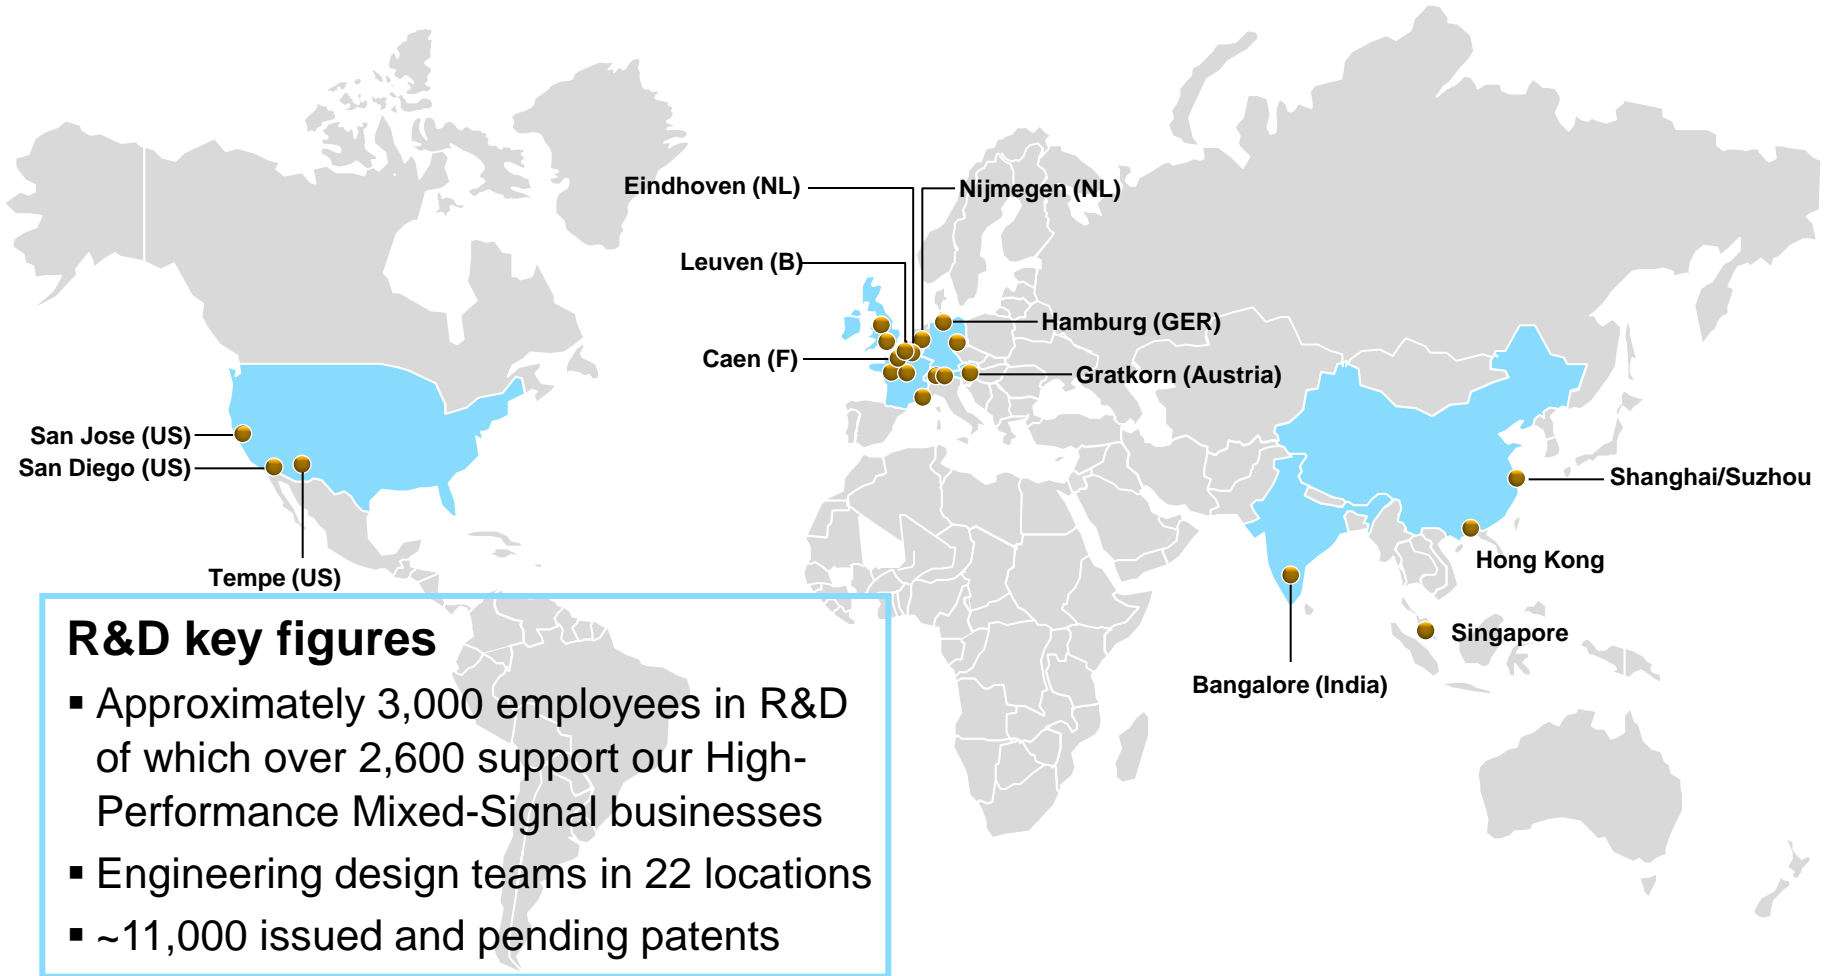 Eindhoven (NL)
Nijmegen (NL)
Leuven (B)
Hamburg (GER)
Caen (F)
Gratkorn (Austria)
San Jose (US)
San Diego (US)
Shanghai/Suzhou
Hong Kong
Tempe (US)
Singapore
Bangalore (India)
R&D key figures
▪ Approximately 3,000 employees in R&D
of which over 2,600 support our High-
Performance Mixed-Signal businesses
▪ Engineering design teams in 22 locations
▪ ~11,000 issued and pending patents